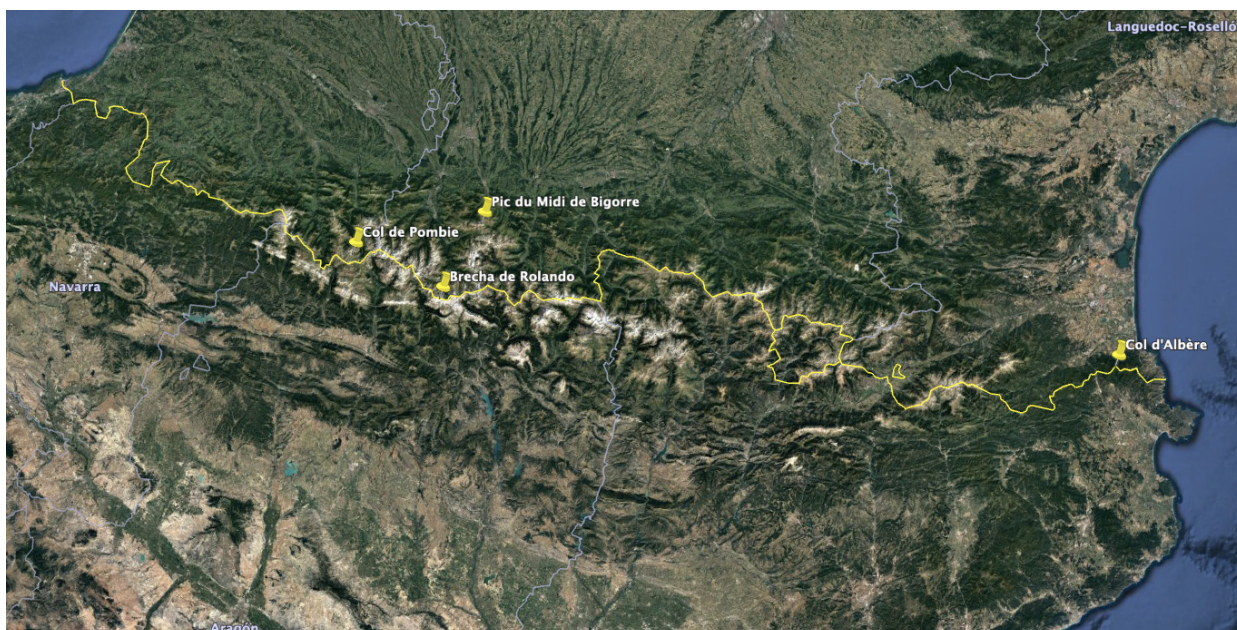 Languedoc-Roselló
Pic du Midi de Bigorre
Col de Pombie
Brecha de Rolando
Navarra
Col d'Albère
Aragón